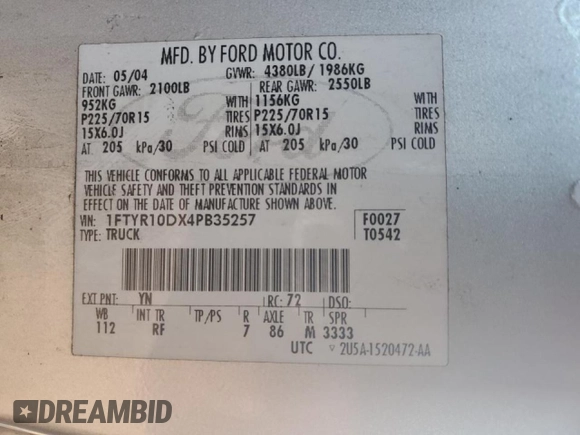 MFD. BY FORD MOTOR CO.
DATE: 05/04 GVWR: 4380LB/ 1986KG
FRONT GAWR: 2100LB REAR GAWR: 2550LB
952KG WITH 1156KG WITH
P225/70R15 TIRES P225/70R15 TIRES
15X6.0J RIMS 15X6.0J RIMS
AT 205 kPa/30 PSI COLD AT 205 kPa/30 PSI COLD
Ford
THIS VEHICLE CONFORMS TO ALL APPLICABLE FEDERAL MOTOR
VEHICLE SAFETY AND THEFT PREVENTION STANDARDS IN
EFFECT ON THE DATE OF MANUFACTURE SHOWN ABOVE.
VIN: 1FTYR10DX4PB35257 F0027
TYPE: TRUCK T0542
EXT PNT: YN RC: 72 DSO:
WB INT TR TP/PS R AXLE TR SPR
112 RF 7 86 M 3333
UTC 2U5A-1520472-AA
DREAMBID